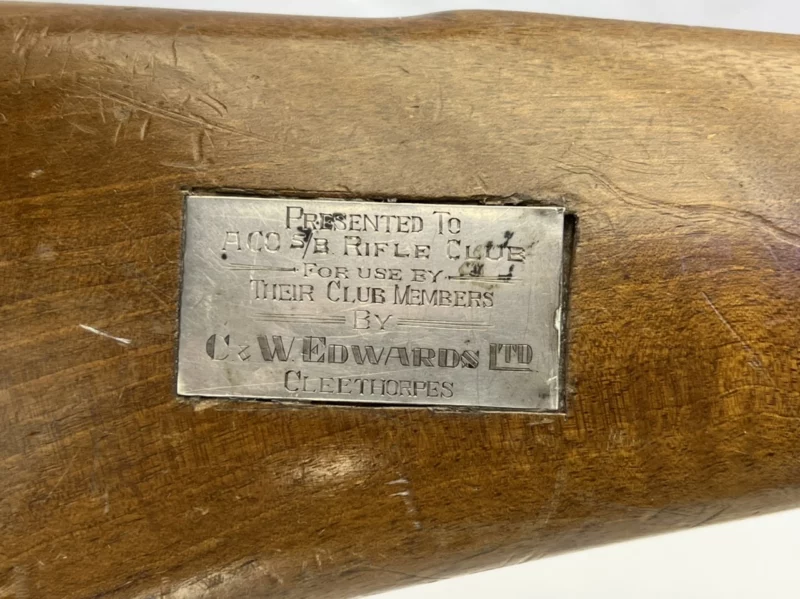 PRESENTED TO
A.C.O S/B RIFLE CLUB
FOR USE BY
THEIR CLUB MEMBERS
BY
C & W. EDWARDS LTD
CLEETHORPES